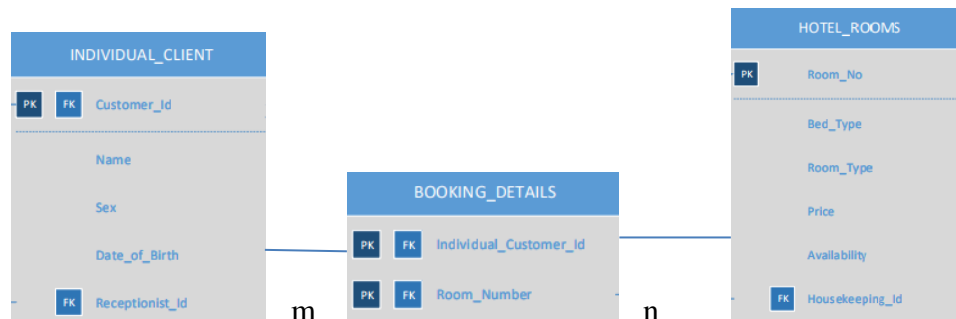 INDIVIDUAL_CLIENT
PK FK Customer_Id
Name
Sex
Date_of_Birth
FK Receptionist_Id
m
BOOKING_DETAILS
PK FK Individual_Customer_Id
PK FK Room_Number
n
HOTEL_ROOMS
PK Room_No
Bed_Type
Room_Type
Price
Availability
FK Housekeeping_Id